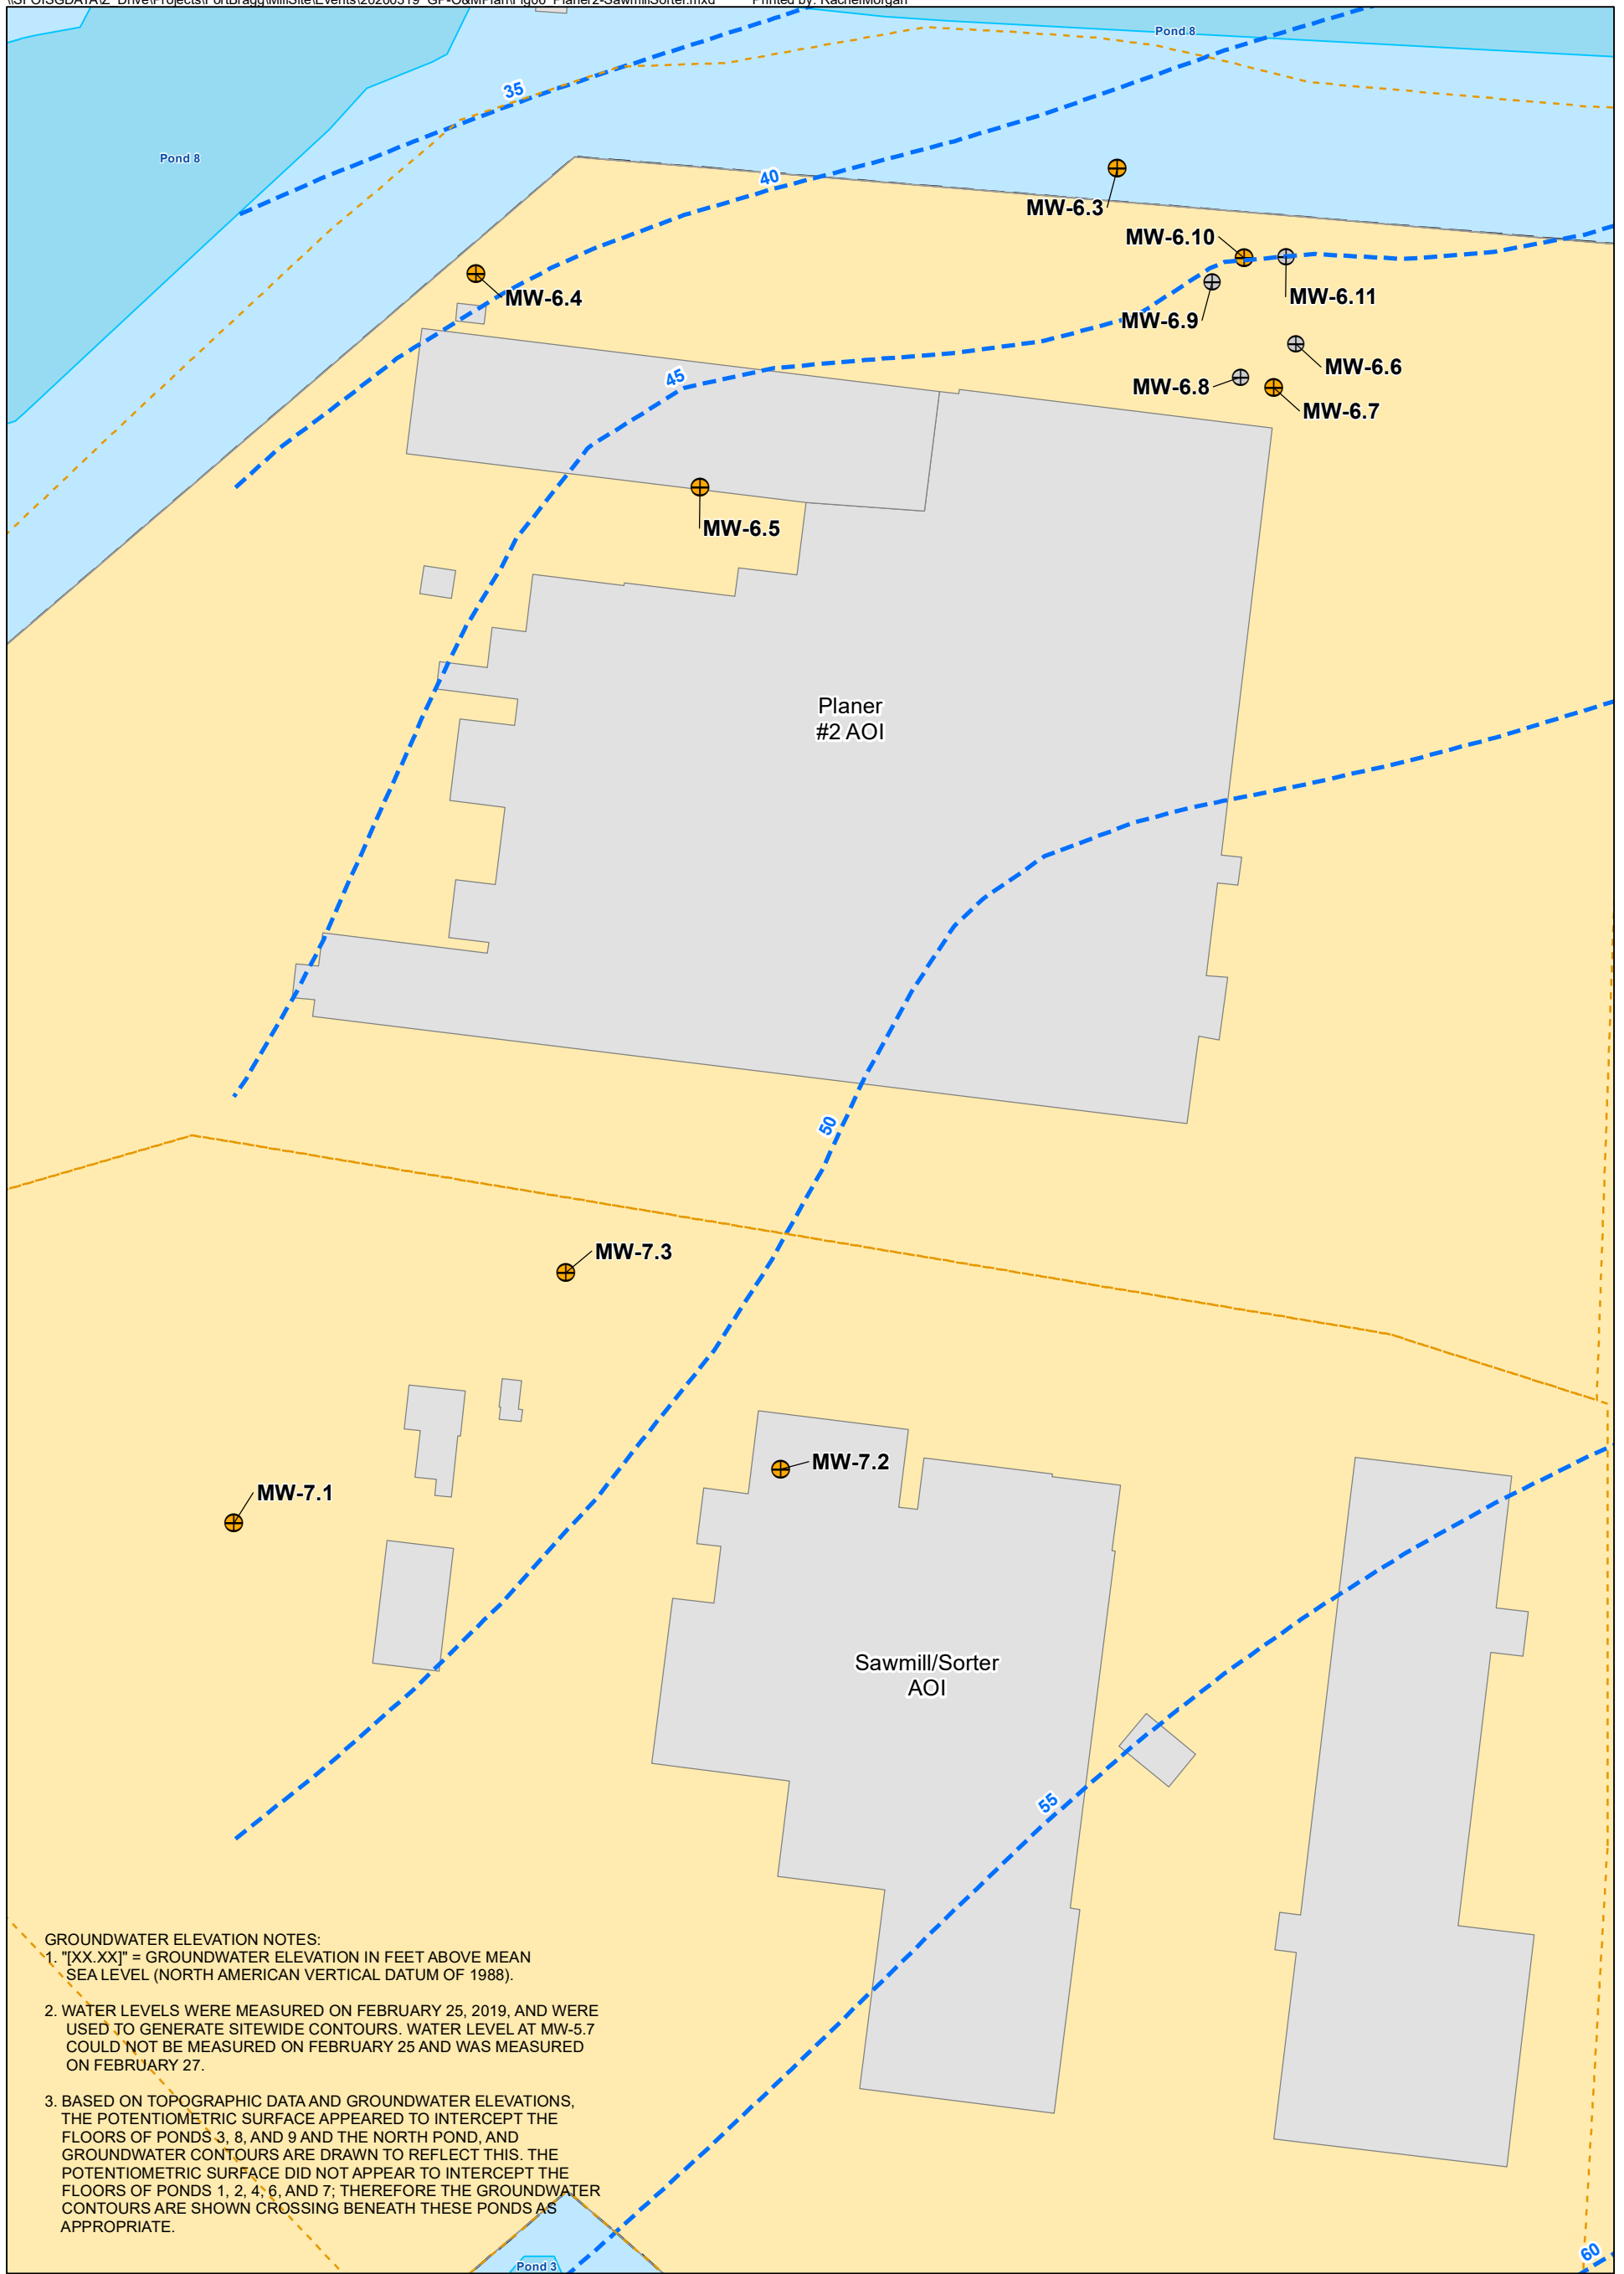 Printed by: RachelMorgan
Pond 8
35
Pond 8
40
MW-6.3
MW-6.10
MW-6.4
MW-6.11
MW-6.9
MW-6.6
45
MW-6.8
MW-6.7
MW-6.5
Planer
#2 AOI
50
MW-7.3
MW-7.2
MW-7.1
Sawmill/Sorter
AOI
55
GROUNDWATER ELEVATION NOTES:
1. "[XX.XX]" = GROUNDWATER ELEVATION IN FEET ABOVE MEAN
SEA LEVEL (NORTH AMERICAN VERTICAL DATUM OF 1988).
2. WATER LEVELS WERE MEASURED ON FEBRUARY 25, 2019, AND WERE
USED TO GENERATE SITEWIDE CONTOURS. WATER LEVEL AT MW-5.7
COULD NOT BE MEASURED ON FEBRUARY 25 AND WAS MEASURED
ON FEBRUARY 27.
3. BASED ON TOPOGRAPHIC DATA AND GROUNDWATER ELEVATIONS,
THE POTENTIOMETRIC SURFACE APPEARED TO INTERCEPT THE
FLOORS OF PONDS 3, 8, AND 9 AND THE NORTH POND, AND
GROUNDWATER CONTOURS ARE DRAWN TO REFLECT THIS. THE
POTENTIOMETRIC SURFACE DID NOT APPEAR TO INTERCEPT THE
FLOORS OF PONDS 1, 2, 4, 6, AND 7; THEREFORE THE GROUNDWATER
CONTOURS ARE SHOWN CROSSING BENEATH THESE PONDS AS
APPROPRIATE.
60
Pond 3